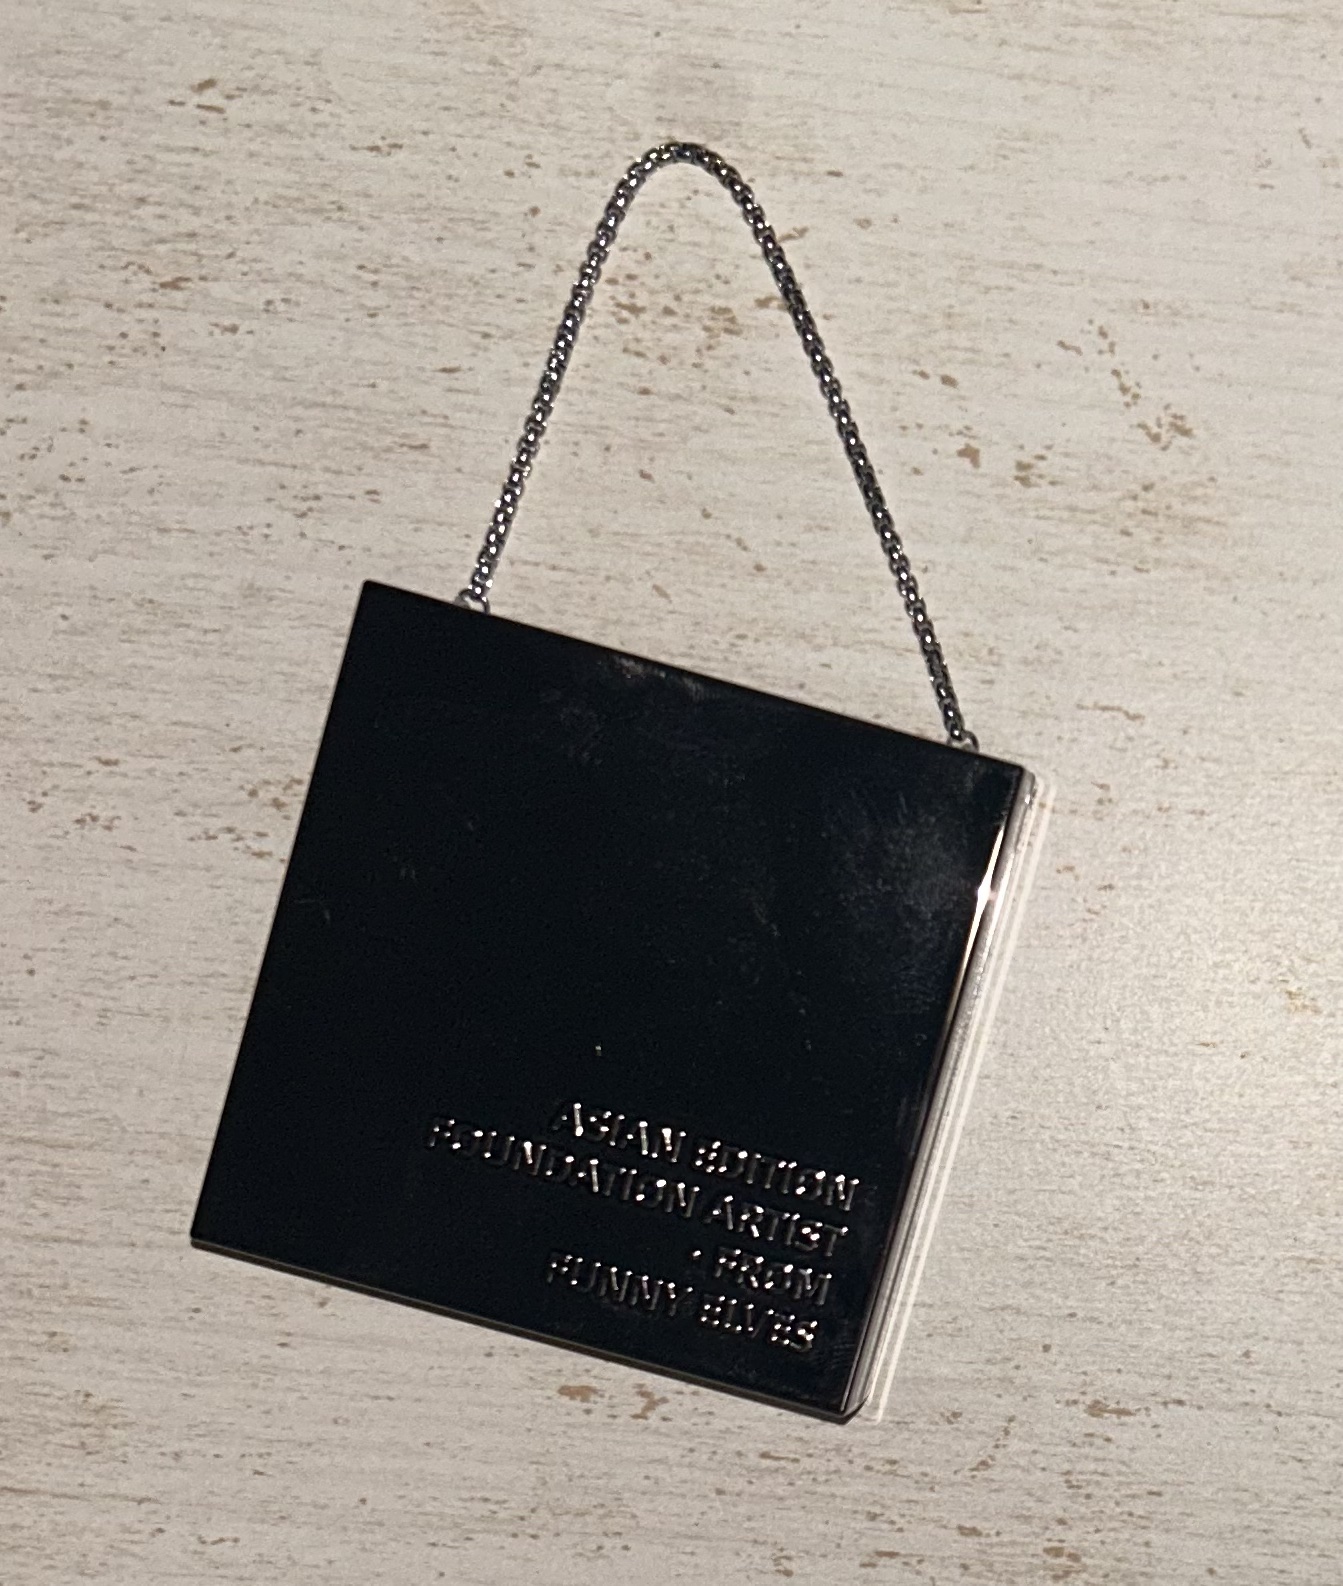 ASIAN EDITION
FOUNDATION ARTIST
· FROM
FUNNY ELVES